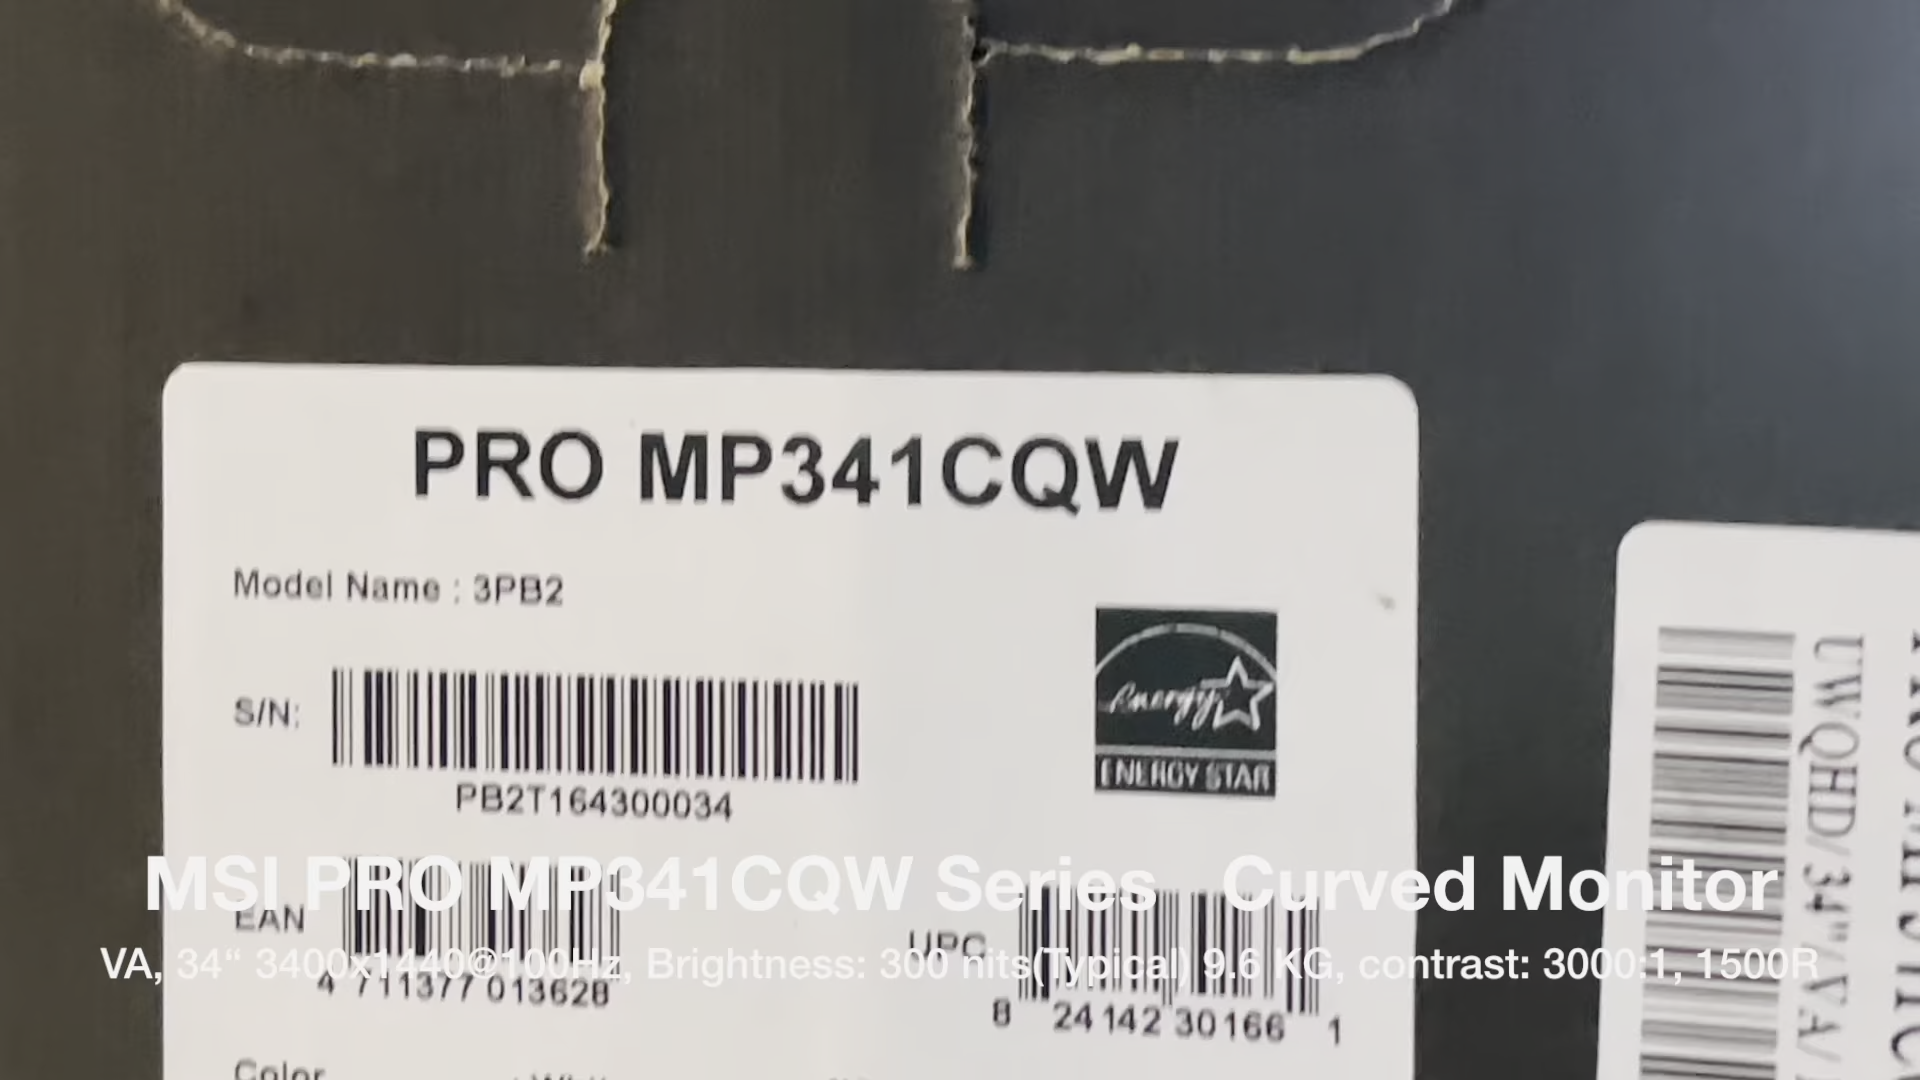 PRO MP341CQW
Model Name : 3PB2
S/N:
PB2T164300034
Energy
ENERGY STAR
MSI PRO MP341CQW Series Curved Monitor
EAN
UPC
VA, 34“ 3400x1440@100Hz, Brightness: 300 nits(Typical) 9.6 KG, contrast: 3000:1, 1500R
4 711377 013628
8 24142 30166 1
Color
UWQHD/34"/VA/